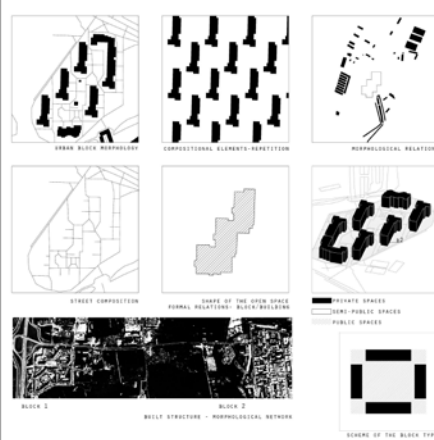 URBAN BLOCK MORPHOLOGY
COMPOSITIONAL ELEMENTS-REPETITION
MORPHOLOGICAL RELATIO
STREET COMPOSITION
SHAPE OF THE OPEN SPACE
FORMAL RELATIONS: BLOCK/BUILDING
PRIVATE SPACES
SEMI-PUBLIC SPACES
PUBLIC SPACES
BLOCK 1
BLOCK 2
BUILT STRUCTURE - MORPHOLOGICAL NETWORK
SCHEME OF THE BLOCK TYP